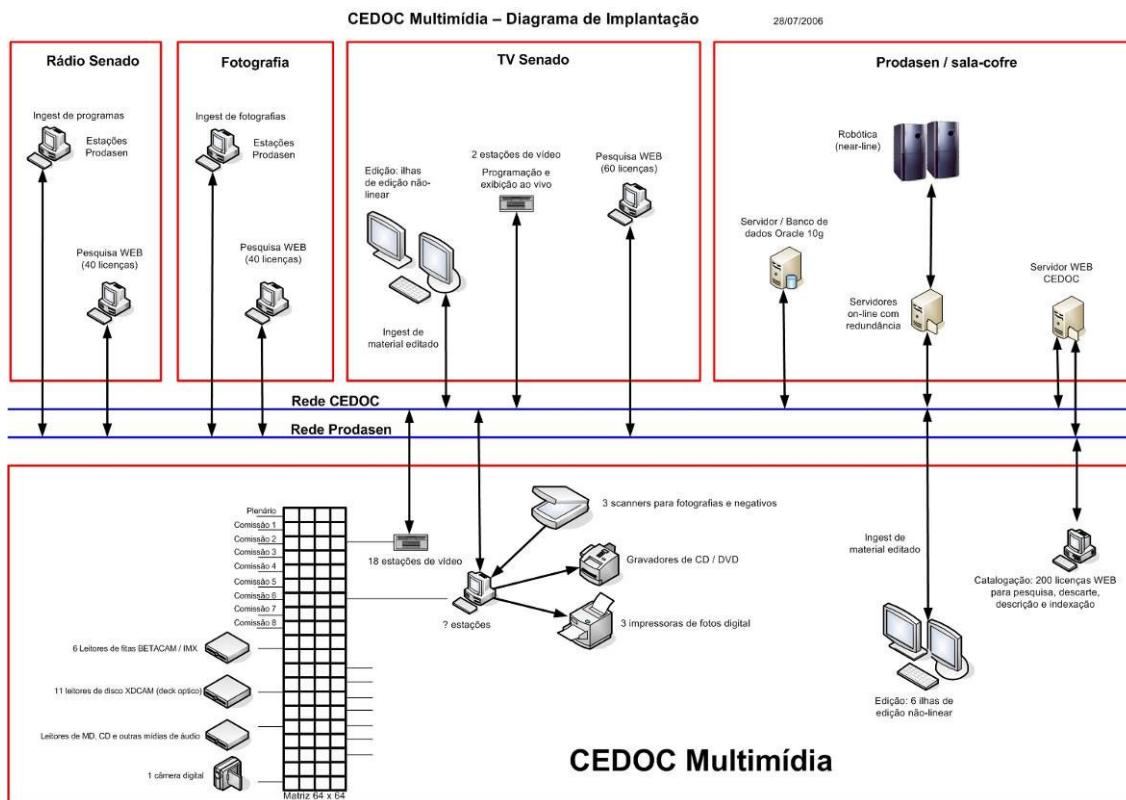 CEDOC Multimídia – Diagrama de Implantação
28/07/2006
Rádio Senado
Ingest de programas
Estações
Prodasen
Pesquisa WEB
(40 licenças)
Fotografia
Ingest de fotografias
Estações
Prodasen
Pesquisa WEB
(40 licenças)
TV Senado
Edição: ilhas
de edição não-
linear
2 estações de vídeo
Programação e
exibição ao vivo
Pesquisa WEB
(60 licenças)
Ingest de
material editado
Prodasen / sala-cofre
Robótica
(near-line)
Servidor / Banco de
dados Oracle 10g
Servidores
on-line com
redundância
Servidor WEB
CEDOC
Rede CEDOC
Rede Prodasen
Plenário
Comissão 1
Comissão 2
Comissão 3
Comissão 4
Comissão 5
Comissão 6
Comissão 7
Comissão 8
6 Leitores de fitas BETACAM / IMX
11 leitores de disco XDCAM (deck optico)
Leitores de MD, CD e outras mídias de áudio
1 câmera digital
Matriz 64 x 64
18 estações de vídeo
? estações
3 scanners para fotografias e negativos
Gravadores de CD / DVD
3 impressoras de fotos digital
Ingest de
material editado
Catalogação: 200 licenças WEB
para pesquisa, descarte,
descrição e indexação
Edição: 6 ilhas de
edição não-linear
CEDOC Multimídia